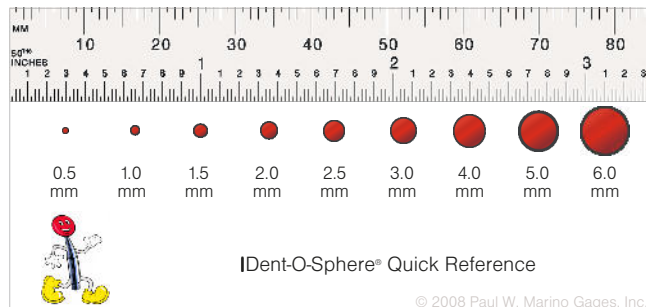 MM
10 20 30 40 50 60 70 80
50THS
INCHES
1 2 3
1 2 3 4 5 6 7 8 9 1 2 3 4 5 6 7 8 9 1 2 3 4 5 6 7 8 9 1 2 3
0.5 1.0 1.5 2.0 2.5 3.0 4.0 5.0 6.0
mm mm mm mm mm mm mm mm mm
IDent-O-Sphere® Quick Reference
© 2008 Paul W. Marino Gages, Inc.